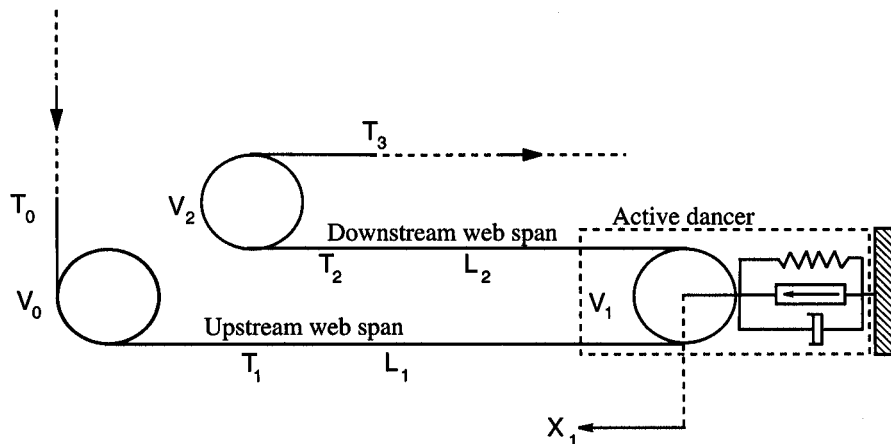 T3
T0
V2
Active dancer
Downstream web span
T2
L2
V0
V1
Upstream web span
T1
L1
X1